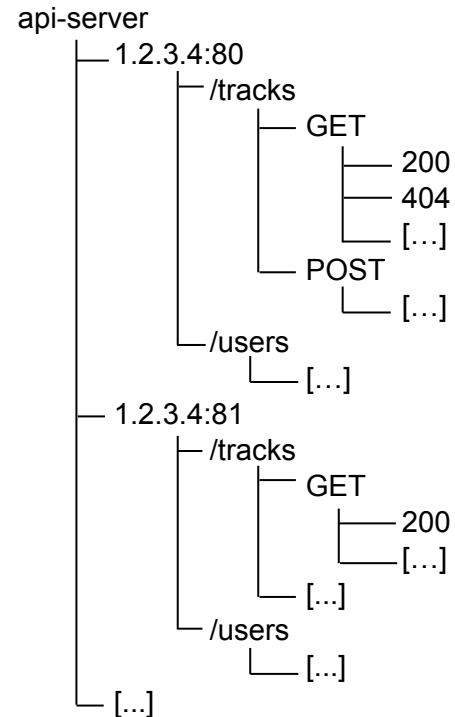 api-server
1.2.3.4:80
/tracks
GET
200
404
[…]
POST
[…]
/users
[…]
1.2.3.4:81
/tracks
GET
200
[…]
[...]
/users
[...]
[...]